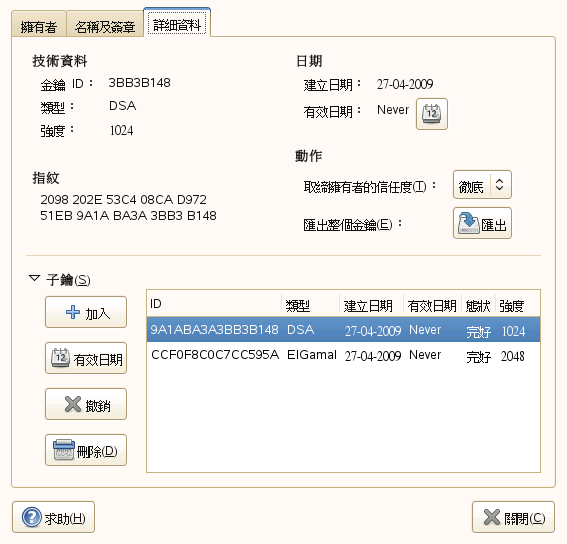 擁有者 名稱及簽章 詳細資料
技術資料
金鑰 ID： 3BB3B148
類型： DSA
強度： 1024
日期
建立日期： 27-04-2009
有效日期： Never
動作
取締擁有者的信任度(T)： 徹底
匯出整個金鑰(E)： 匯出
指紋
2098 202E 53C4 08CA D972
51EB 9A1A BA3A 3BB3 B148
子鑰(S)
加入
有效日期
撤銷
刪除(D)
ID 類型 建立日期 有效日期 態狀 強度
9A1ABA3A3BB3B148 DSA 27-04-2009 Never 完好 1024
CCF0F8C0C7CC595A ElGamal 27-04-2009 Never 完好 2048
求助(H) 關閉(C)